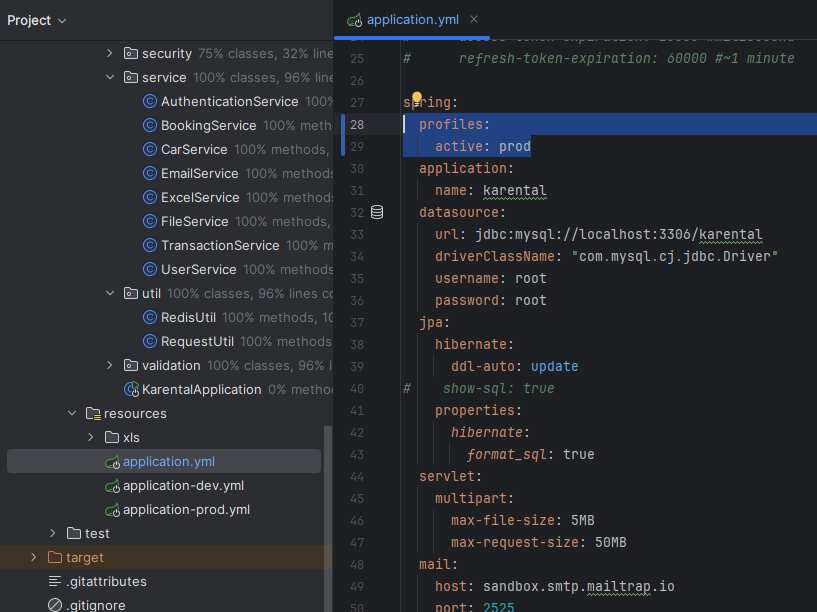 Project
security 75% classes, 32% line
service 100% classes, 96% line
AuthenticationService 100%
BookingService 100% meth
CarService 100% methods,
EmailService 100% methods
ExcelService 100% methods
FileService 100% methods,
TransactionService 100% m
UserService 100% methods
util 100% classes, 96% lines co
RedisUtil 100% methods, 10
RequestUtil 100% methods
validation 100% classes, 96% l
KarentalApplication 0% metho
resources
xls
application.yml
application-dev.yml
application-prod.yml
test
target
.gitattributes
.gitignore
application.yml
25 # refresh-token-expiration: 60000 #~1 minute
26
27 spring:
28 profiles:
29 active: prod
30 application:
31 name: karental
32 datasource:
33 url: jdbc:mysql://localhost:3306/karental
34 driverClassName: "com.mysql.cj.jdbc.Driver"
35 username: root
36 password: root
37 jpa:
38 hibernate:
39 ddl-auto: update
40 # show-sql: true
41 properties:
42 hibernate:
43 format_sql: true
44 servlet:
45 multipart:
46 max-file-size: 5MB
47 max-request-size: 50MB
48 mail:
49 host: sandbox.smtp.mailtrap.io
50 port: 2525